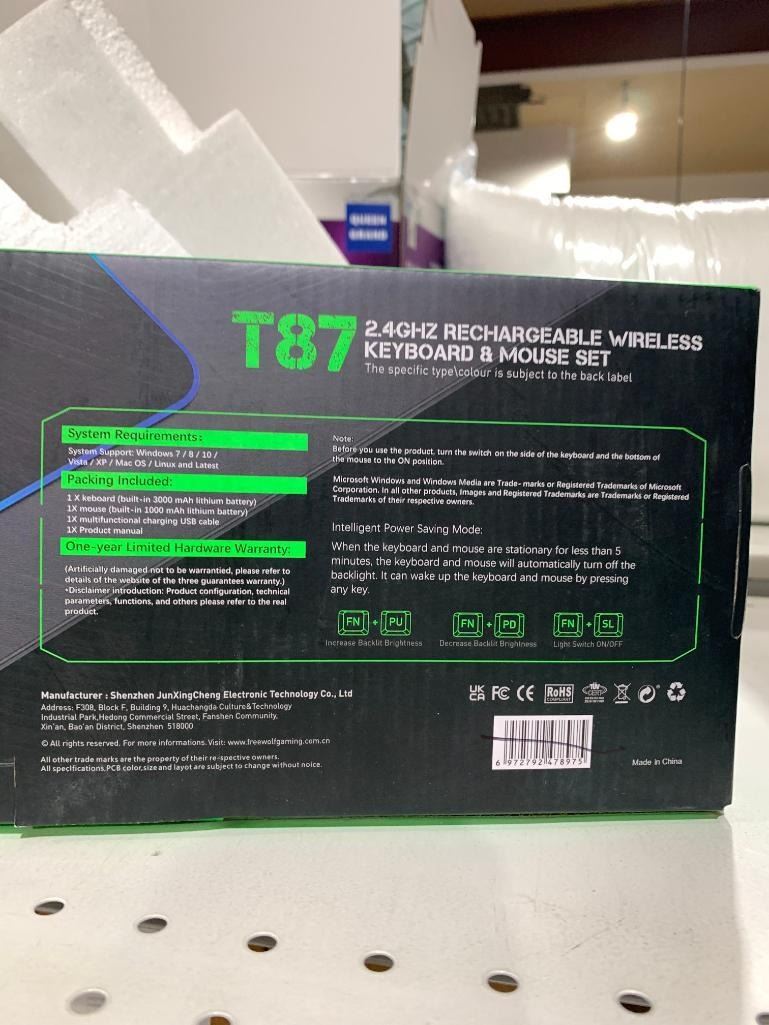 QUEEN
T87
2.4GHZ RECHARGEABLE WIRELESS
KEYBOARD & MOUSE SET
The specific type\colour is subject to the back label
System Requirements:
System Support: Windows 7 / 8 / 10 /
Vista / XP / Mac OS / Linux and Latest
Packing Included:
1 X keboard (built-in 3000 mAh lithium battery)
1X mouse (built-in 1000 mAh lithium battery)
1X multifunctional charging USB cable
1X Product manual
One-year Limited Hardware Warranty:
(Artificially damaged not to be warrantied, please refer to
details of the website of the three guarantees warranty.)
•Disclaimer introduction: Product configuration, technical
parameters, functions, and others please refer to the real
product.
Note:
Before you use the product, turn the switch on the side of the keyboard and the bottom of
the mouse to the ON position.
Microsoft Windows and Windows Media are Trade- marks or Registered Trademarks of Microsoft
Corporation. In all other products, Images and Registered Trademarks are Trademarks or Registered
Trademarks of their respective owners.
Intelligent Power Saving Mode:
When the keyboard and mouse are stationary for less than 5
minutes, the keyboard and mouse will automatically turn off the
backlight. It can wake up the keyboard and mouse by pressing
any key.
FN + PU
Increase Backlit Brightness
FN + PD
Decrease Backlit Brightness
FN + SL
Light Switch ON/OFF
Manufacturer : Shenzhen JunXingCheng Electronic Technology Co., Ltd
Address: F308, Block F, Building 9, Huachangda Culture&Technology
Industrial Park,Hedong Commercial Street, Fanshen Community,
Xin'an, Bao'an District, Shenzhen 518000
© All rights reserved. For more informations. Visit: www.freewolfgaming.com.cn
All other trade marks are the property of their re-spective owners.
All specifications,PCB color,size and layot are subject to change without noice.
UK CA FC CE RoHS COMPLIANT TÜV CERT
6 972792 478975
Made in China